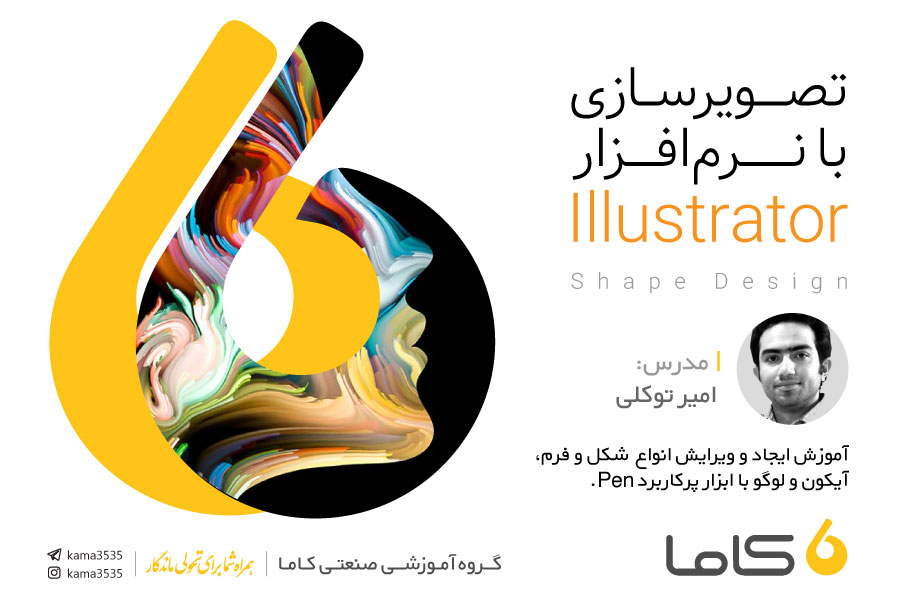 تصویرسازی
با نرم‌افزار
Illustrator
Shape Design
مدرس:
امیر توکلی
آموزش ایجاد و ویرایش انواع شکل و فرم،
آیکون و لوگو با ابزار پرکاربرد Pen.
کاما
گروه آموزشی صنعتی کاما
همراه شما برای تحولی ماندگار
kama3535
kama3535